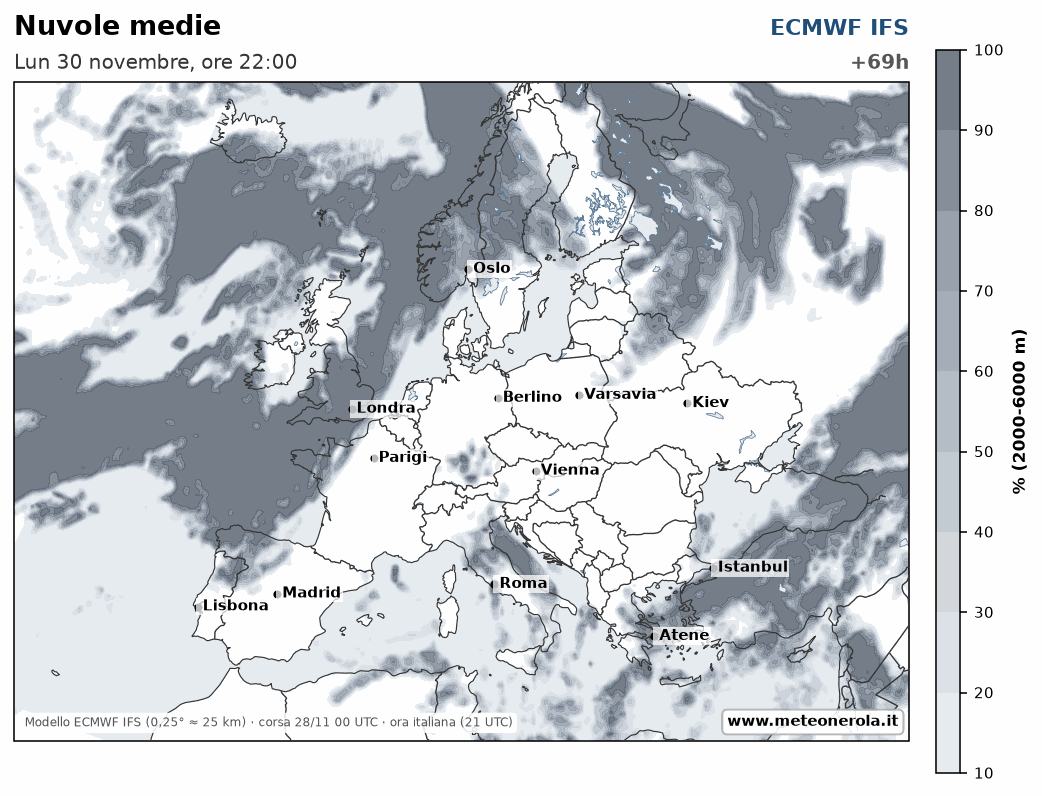 Nuvole medie
ECMWF IFS
Lun 30 novembre, ore 22:00
+69h
100
90
80
70
60
50
40
30
20
10
% (2000-6000 m)
Oslo
Londra
Berlino
Varsavia
Kiev
Parigi
Vienna
Istanbul
Roma
Madrid
Lisbona
Atene
Modello ECMWF IFS (0,25° ≈ 25 km) · corsa 28/11 00 UTC · ora italiana (21 UTC)
www.meteonerola.it